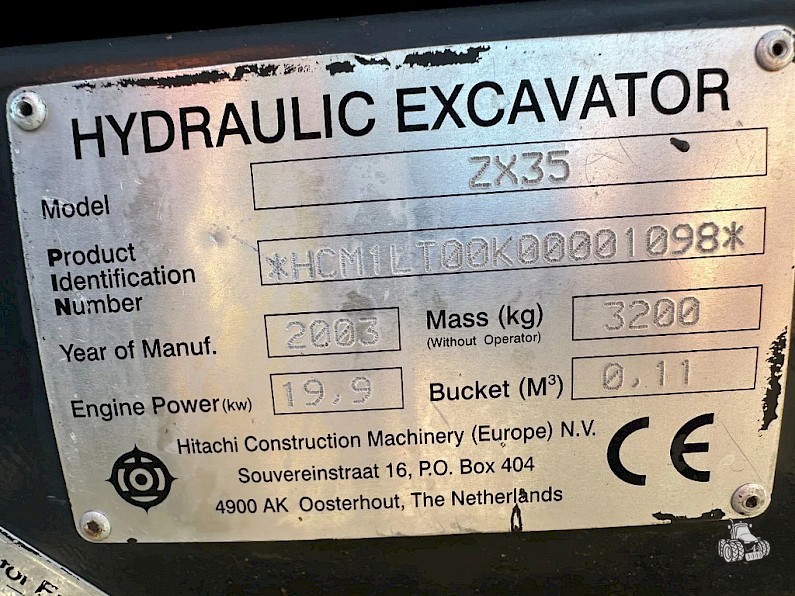 HYDRAULIC EXCAVATOR
Model ZX35
Product
Identification
Number
*HCM1LT00K00001098*
Year of Manuf. 2003 Mass (kg) 3200
(Without Operator)
Engine Power (kw) 19,9 Bucket (M³) 0,11
Hitachi Construction Machinery (Europe) N.V.
Souvereinstraat 16, P.O. Box 404
4900 AK Oosterhout, The Netherlands
CE